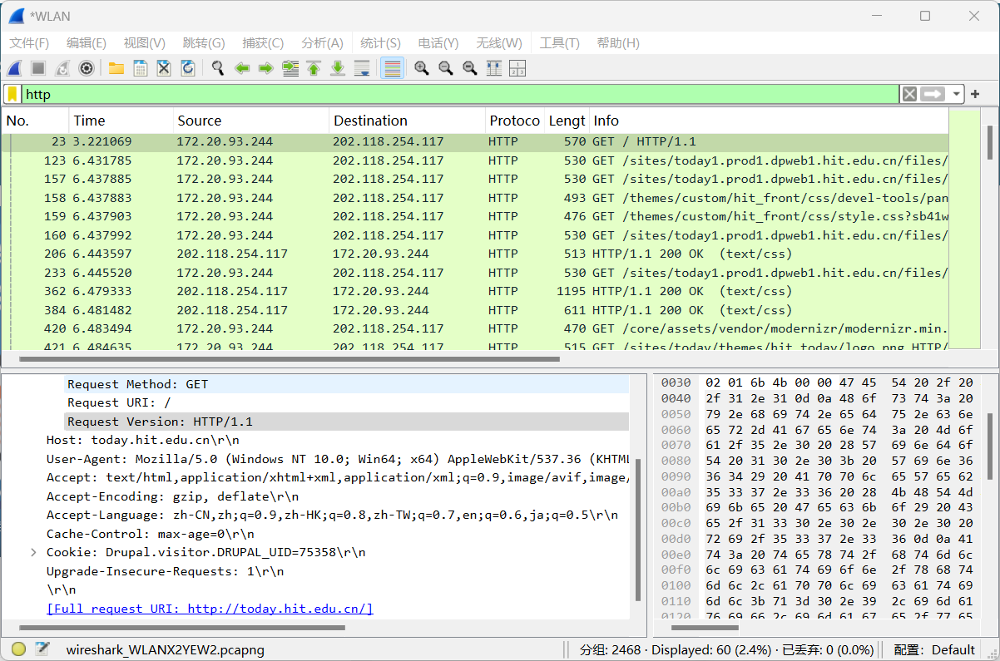 *WLAN
文件(F) 编辑(E) 视图(V) 跳转(G) 捕获(C) 分析(A) 统计(S) 电话(Y) 无线(W) 工具(T) 帮助(H)
http
No. Time Source Destination Protoco Lengt Info
23 3.221069 172.20.93.244 202.118.254.117 HTTP 570 GET / HTTP/1.1
123 6.431785 172.20.93.244 202.118.254.117 HTTP 530 GET /sites/today1.prod1.dpweb1.hit.edu.cn/files/
157 6.437885 172.20.93.244 202.118.254.117 HTTP 530 GET /sites/today1.prod1.dpweb1.hit.edu.cn/files/
158 6.437883 172.20.93.244 202.118.254.117 HTTP 493 GET /themes/custom/hit_front/css/devel-tools/pan
159 6.437903 172.20.93.244 202.118.254.117 HTTP 476 GET /themes/custom/hit_front/css/style.css?sb41w
160 6.437992 172.20.93.244 202.118.254.117 HTTP 530 GET /sites/today1.prod1.dpweb1.hit.edu.cn/files/
206 6.443597 202.118.254.117 172.20.93.244 HTTP 513 HTTP/1.1 200 OK (text/css)
233 6.445520 172.20.93.244 202.118.254.117 HTTP 530 GET /sites/today1.prod1.dpweb1.hit.edu.cn/files/
362 6.479333 202.118.254.117 172.20.93.244 HTTP 1195 HTTP/1.1 200 OK (text/css)
384 6.481482 202.118.254.117 172.20.93.244 HTTP 611 HTTP/1.1 200 OK (text/css)
420 6.483494 172.20.93.244 202.118.254.117 HTTP 470 GET /core/assets/vendor/modernizr/modernizr.min.
421 6.484635 172.20.93.244 202.118.254.117 HTTP 515 GET /sites/today/themes/hit_today/logo.png HTTP/
Request Method: GET
Request URI: /
Request Version: HTTP/1.1
Host: today.hit.edu.cn\r\n
User-Agent: Mozilla/5.0 (Windows NT 10.0; Win64; x64) AppleWebKit/537.36 (KHTML
Accept: text/html,application/xhtml+xml,application/xml;q=0.9,image/avif,image/
Accept-Encoding: gzip, deflate\r\n
Accept-Language: zh-CN,zh;q=0.9,zh-HK;q=0.8,zh-TW;q=0.7,en;q=0.6,ja;q=0.5\r\n
Cache-Control: max-age=0\r\n
Cookie: Drupal.visitor.DRUPAL_UID=75358\r\n
Upgrade-Insecure-Requests: 1\r\n
\r\n
[Full request URI: http://today.hit.edu.cn/]
0030 02 01 6b 4b 00 00 47 45 54 20 2f 20
0040 2f 31 2e 31 0d 0a 48 6f 73 74 3a 20
0050 79 2e 68 69 74 2e 65 64 75 2e 63 6e
0060 65 72 2d 41 67 65 6e 74 3a 20 4d 6f
0070 61 2f 35 2e 30 20 28 57 69 6e 64 6f
0080 54 20 31 30 2e 30 3b 20 57 69 6e 36
0090 36 34 29 20 41 70 70 6c 65 57 65 62
00a0 35 33 37 2e 33 36 20 28 4b 48 54 4d
00b0 69 6b 65 20 47 65 63 6b 6f 29 20 43
00c0 65 2f 31 33 30 2e 30 2e 30 2e 30 20
00d0 72 69 2f 35 33 37 2e 33 36 0d 0a 41
00e0 74 3a 20 74 65 78 74 2f 68 74 6d 6c
00f0 6c 69 63 61 74 69 6f 6e 2f 78 68 74
0100 6d 6c 2c 61 70 70 6c 69 63 61 74 69
0110 6d 6c 3b 71 3d 30 2e 39 2c 69 6d 61
0120 76 69 66 2c 69 6d 61 67 65 2f 77 65
wireshark_WLANX2YEW2.pcapng
分组: 2468 · Displayed: 60 (2.4%) · 已丢弃: 0 (0.0%)
配置: Default